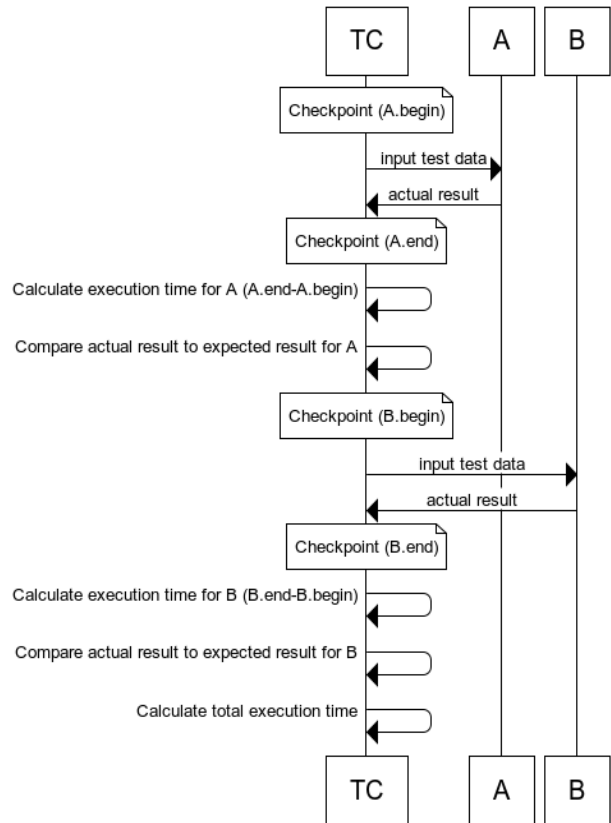 TC A B
Checkpoint (A.begin)
input test data
actual result
Checkpoint (A.end)
Calculate execution time for A (A.end-A.begin)
Compare actual result to expected result for A
Checkpoint (B.begin)
input test data
actual result
Checkpoint (B.end)
Calculate execution time for B (B.end-B.begin)
Compare actual result to expected result for B
Calculate total execution time
TC A B